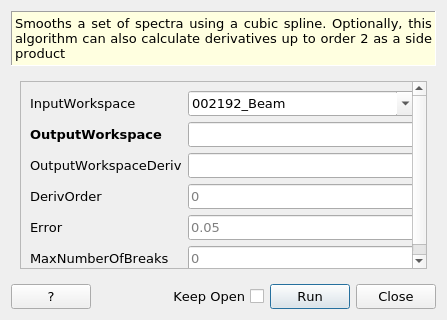 Smooths a set of spectra using a cubic spline. Optionally, this
algorithm can also calculate derivatives up to order 2 as a side
product
InputWorkspace 002192_Beam
OutputWorkspace
OutputWorkspaceDeriv
DerivOrder 0
Error 0.05
MaxNumberOfBreaks 0
? Keep Open Run Close